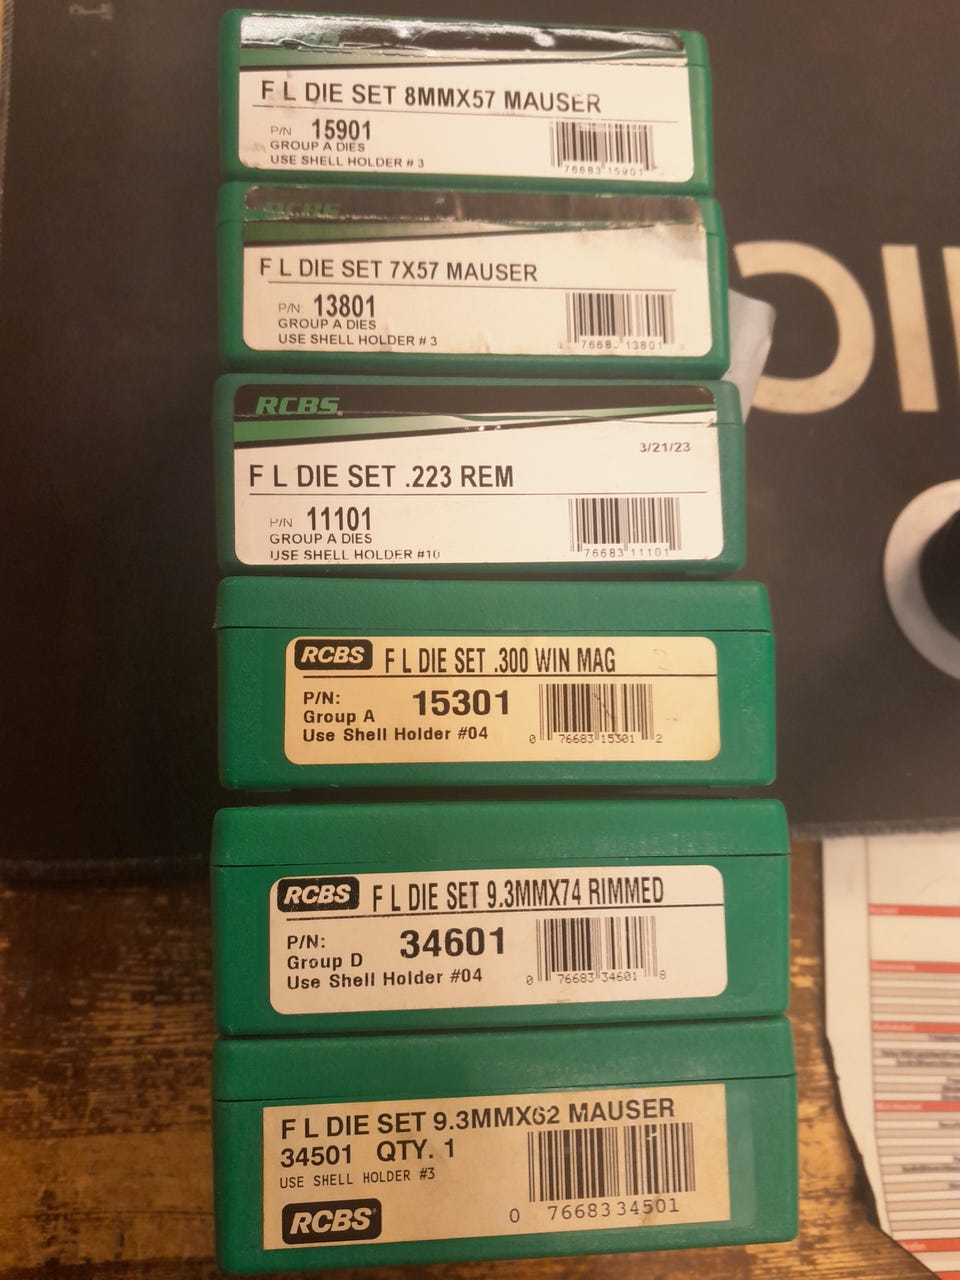 RCBS
F L DIE SET 8MMX57 MAUSER
P/N 15901
GROUP A DIES
USE SHELL HOLDER # 3
76683 15901
RCBS
F L DIE SET 7X57 MAUSER
P/N: 13801
GROUP A DIES
USE SHELL HOLDER # 3
13801
RCBS
3/21/23
F L DIE SET .223 REM
P/N 11101
GROUP A DIES
USE SHELL HOLDER #10
76683 11101
RCBS F L DIE SET .300 WIN MAG
P/N: 15301
Group A
Use Shell Holder #04
0 76683 15301 2
RCBS F L DIE SET 9.3MMX74 RIMMED
P/N: 34601
Group D
Use Shell Holder #04
0 76683 34601 8
F L DIE SET 9.3MMX62 MAUSER
34501 QTY. 1
USE SHELL HOLDER #3
RCBS
0 76683 34501